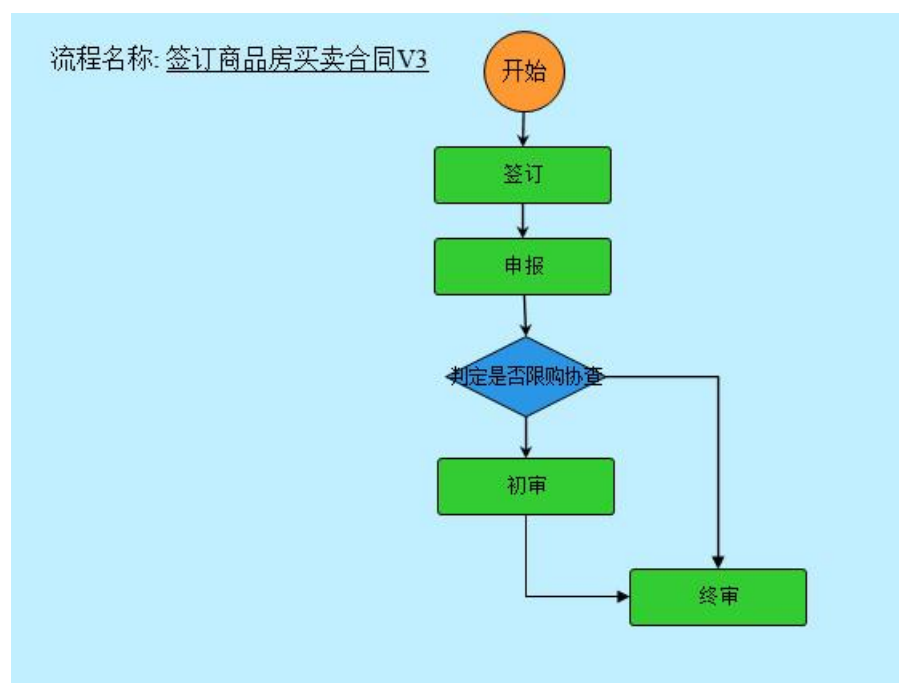 流程名称: 签订商品房买卖合同V3
开始
签订
申报
判定是否限购协查
初审
终审